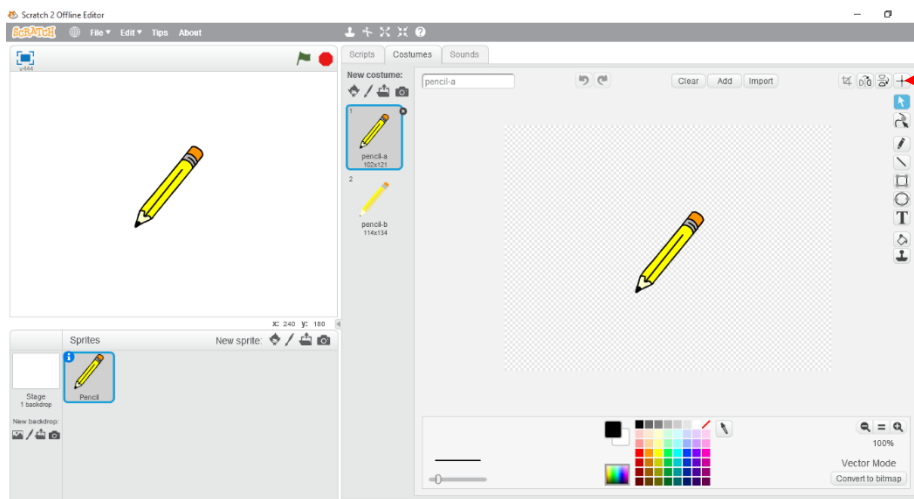 Scratch 2 Offline Editor
SCRATCH File Edit Tips About
v444
Scripts Costumes Sounds
New costume:
pencil-a
Clear Add Import
1
pencil-a
102x121
2
pencil-b
114x134
X: 240 y: 180
Sprites New sprite:
Stage
1 backdrop
Pencil
New backdrop:
T
100%
Vector Mode
Convert to bitmap